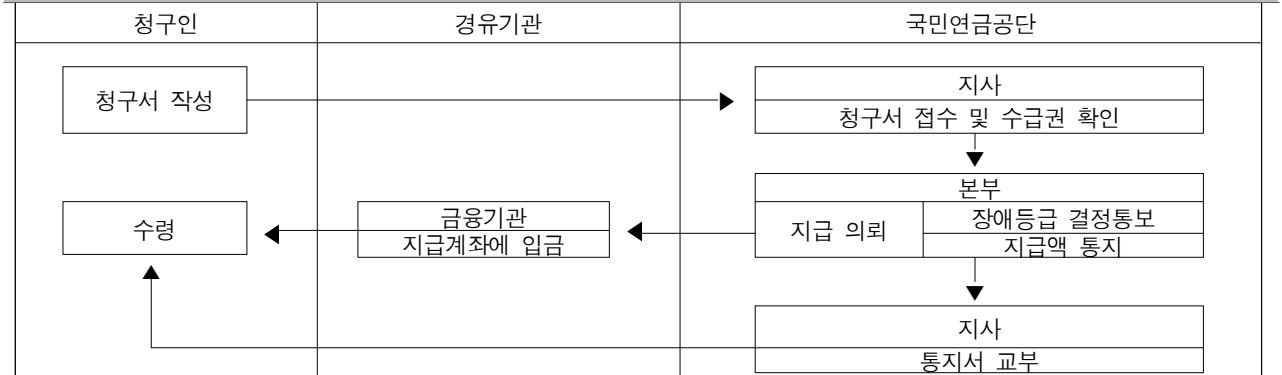 청구인
경유기관
국민연금공단
청구서 작성
지사
청구서 접수 및 수급권 확인
본부
수령
금융기관
지급계좌에 입금
지급 의뢰
장애등급 결정통보
지급액 통지
지사
통지서 교부